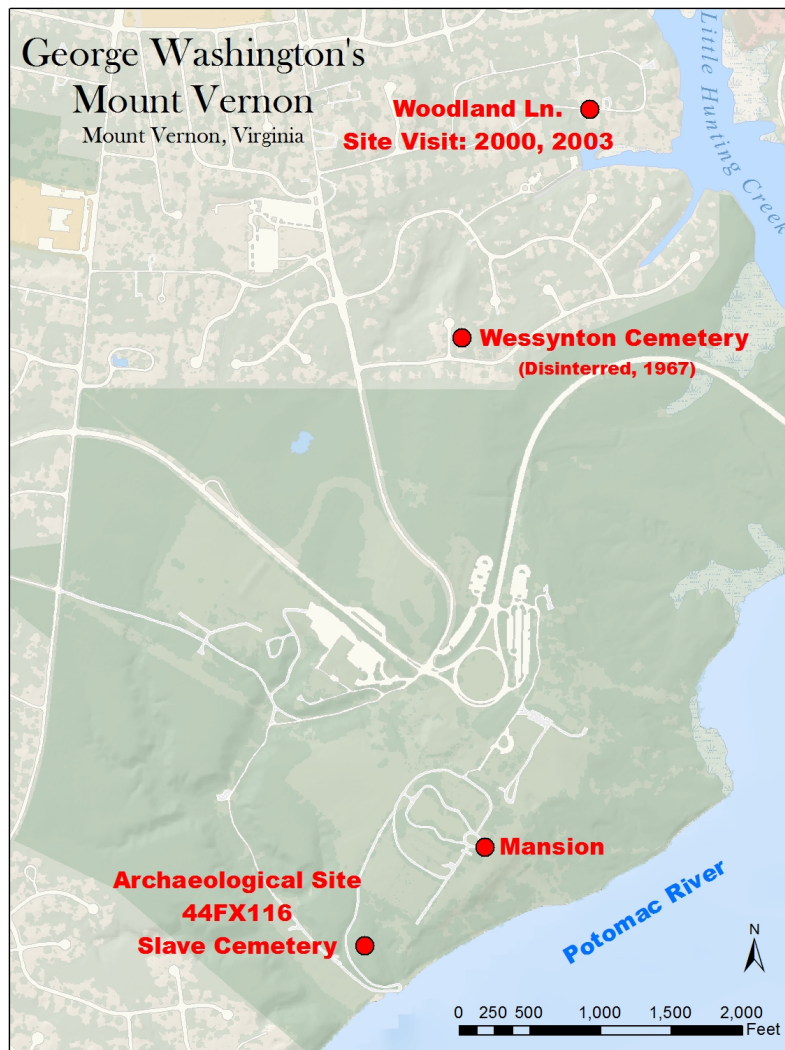 George Washington's
Mount Vernon
Mount Vernon, Virginia
Little Hunting Creek
Woodland Ln.
Site Visit: 2000, 2003
Wessynton Cemetery
(Disinterred, 1967)
Mansion
Archaeological Site
44FX116
Slave Cemetery
Potomac River
N
0 250 500 1,000 1,500 2,000
Feet